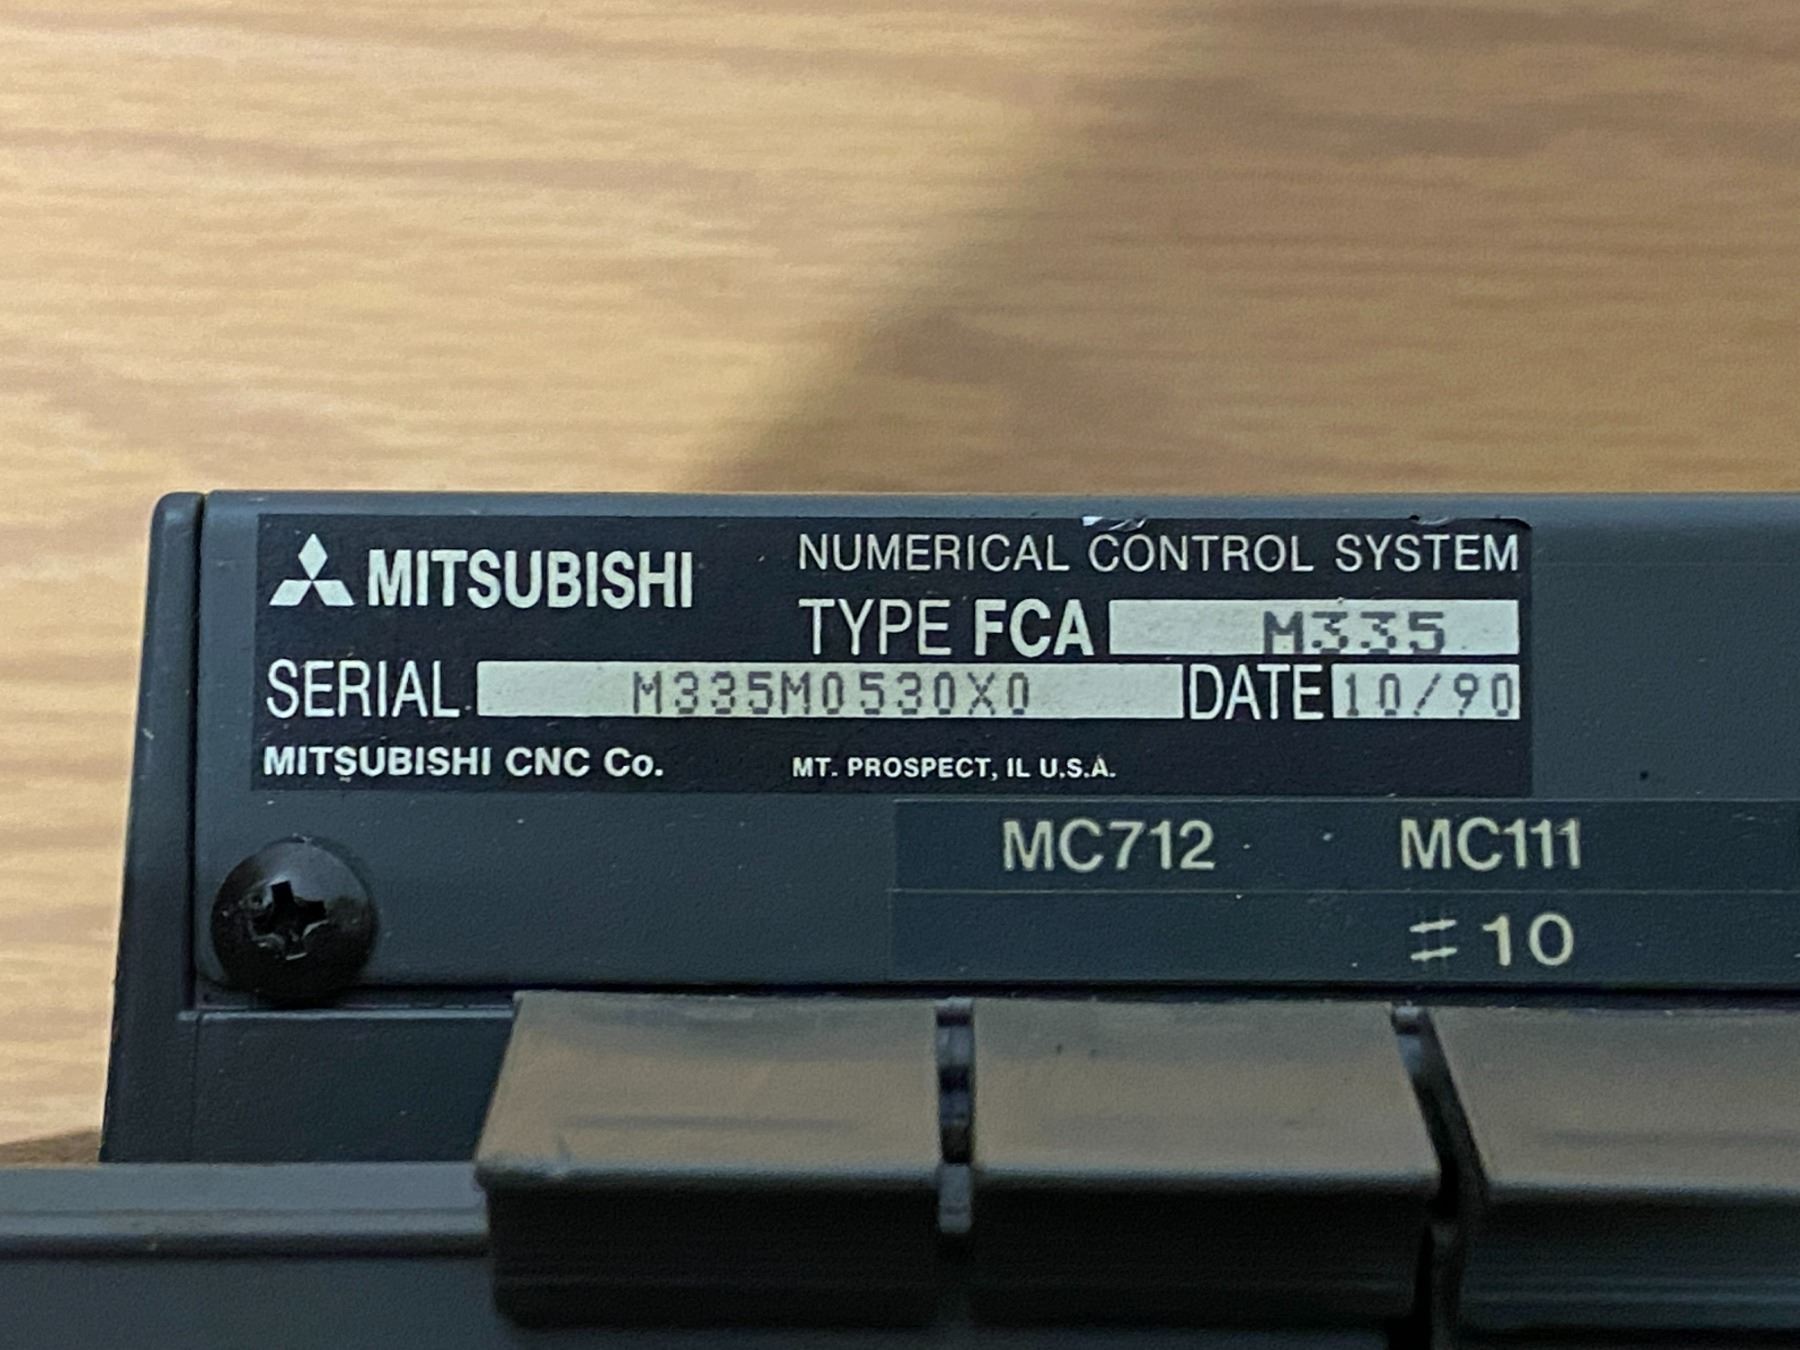 MITSUBISHI NUMERICAL CONTROL SYSTEM
TYPE FCA M335
SERIAL M335M0530X0 DATE 10/90
MITSUBISHI CNC Co. MT. PROSPECT, IL U.S.A.
MC712 MC111
#10